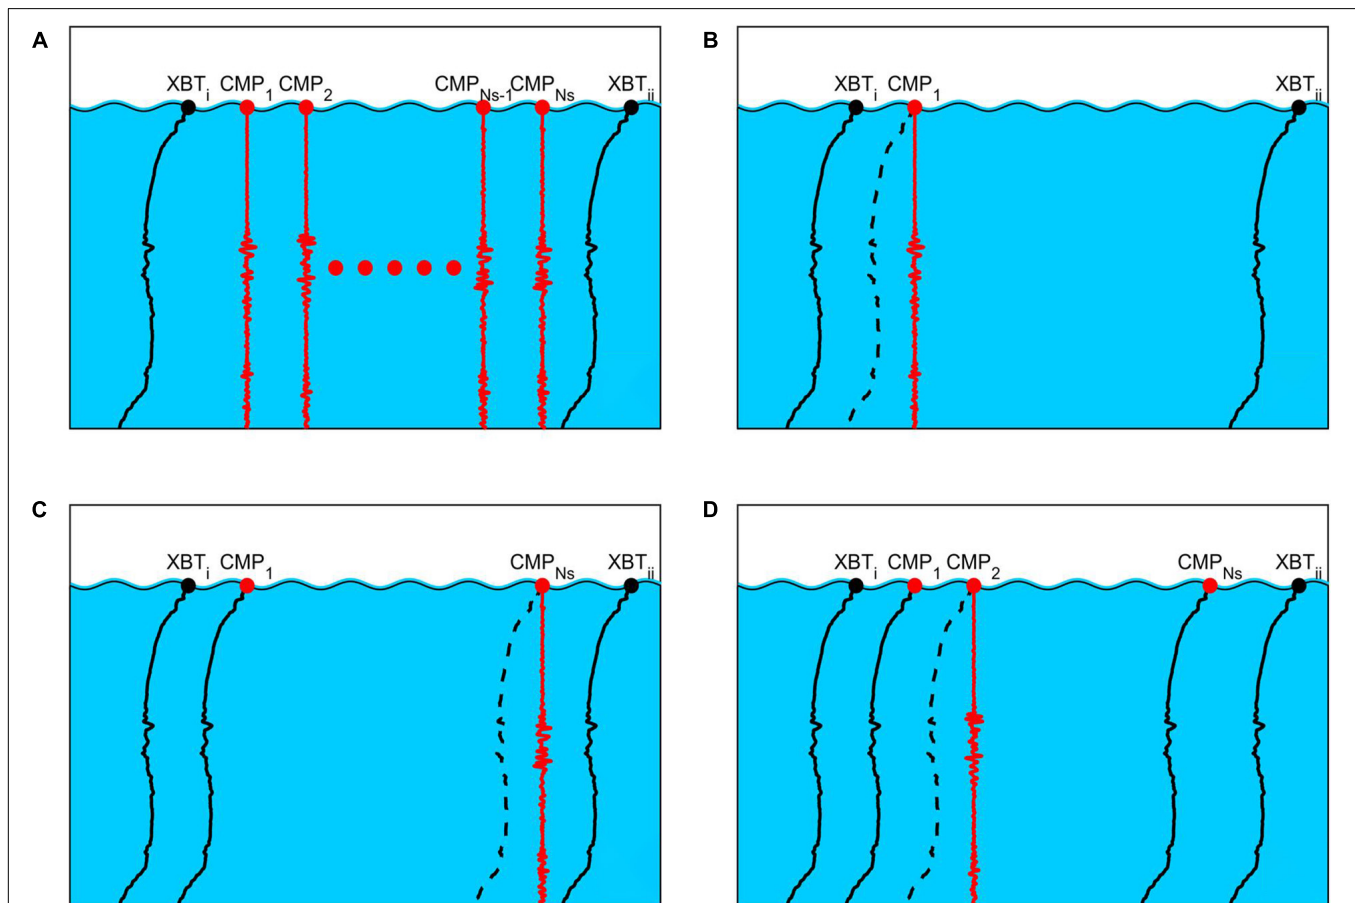 A
XBTi CMP1 CMP2 CMPNs-1 CMPNs XBTii
B
XBTi CMP1 XBTii
C
XBTi CMP1 CMPNs XBTii
D
XBTi CMP1 CMP2 CMPNs XBTii